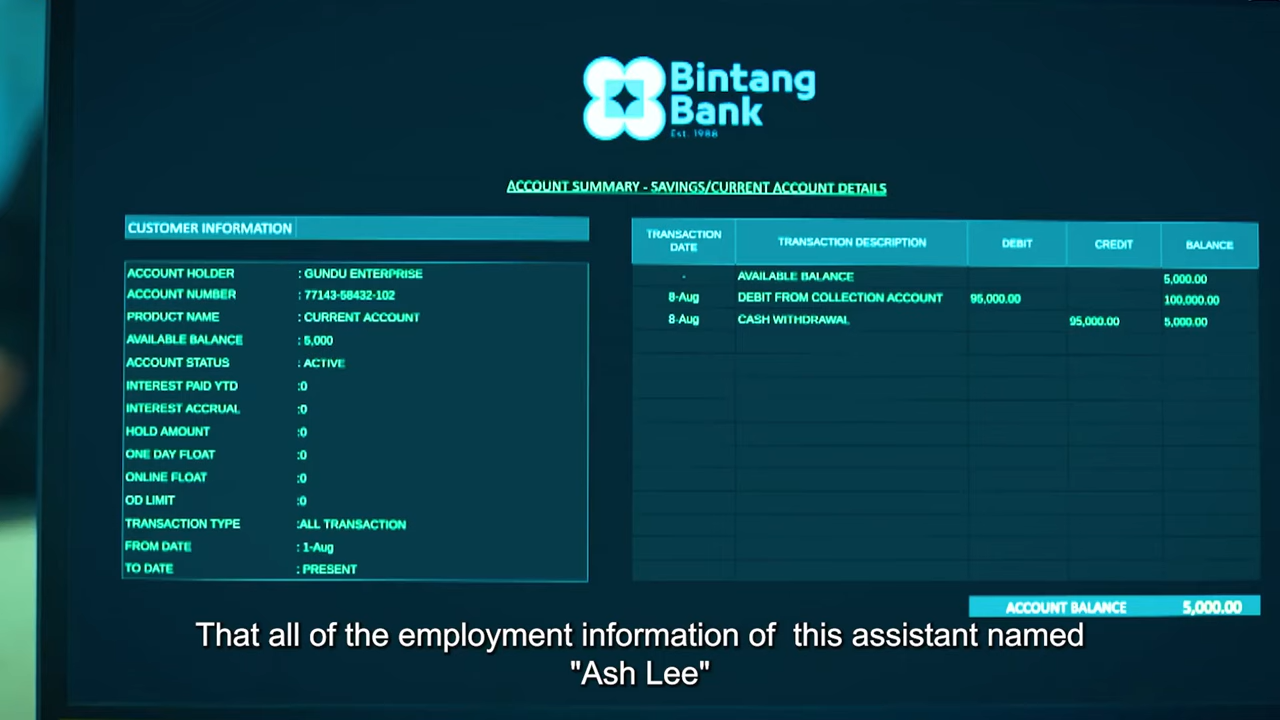 Bintang
Bank
Est. 1988
ACCOUNT SUMMARY - SAVINGS/CURRENT ACCOUNT DETAILS
CUSTOMER INFORMATION
ACCOUNT HOLDER : GUNDU ENTERPRISE
ACCOUNT NUMBER : 77143-58432-102
PRODUCT NAME : CURRENT ACCOUNT
AVAILABLE BALANCE : 5,000
ACCOUNT STATUS : ACTIVE
INTEREST PAID YTD :0
INTEREST ACCRUAL :0
HOLD AMOUNT :0
ONE DAY FLOAT :0
ONLINE FLOAT :0
OD LIMIT :0
TRANSACTION TYPE :ALL TRANSACTION
FROM DATE : 1-Aug
TO DATE : PRESENT
TRANSACTION DATE TRANSACTION DESCRIPTION DEBIT CREDIT BALANCE
- AVAILABLE BALANCE 5,000.00
8-Aug DEBIT FROM COLLECTION ACCOUNT 95,000.00 100,000.00
8-Aug CASH WITHDRAWAL 95,000.00 5,000.00
ACCOUNT BALANCE 5,000.00
That all of the employment information of this assistant named
"Ash Lee"